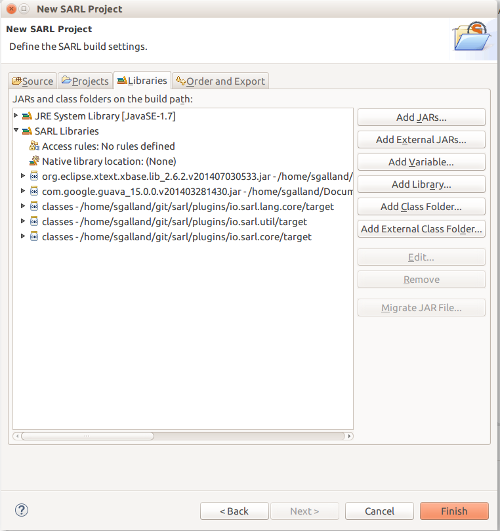 New SARL Project
New SARL Project
Define the SARL build settings.
Source
Projects
Libraries
Order and Export
JARs and class folders on the build path:
JRE System Library [JavaSE-1.7]
SARL Libraries
Access rules: No rules defined
Native library location: (None)
org.eclipse.xtext.xbase.lib_2.6.2.v201407030533.jar - /home/sgalland/
com.google.guava_15.0.0.v201403281430.jar - /home/sgalland/Docum
classes - /home/sgalland/git/sarl/plugins/io.sarl.lang.core/target
classes - /home/sgalland/git/sarl/plugins/io.sarl.util/target
classes - /home/sgalland/git/sarl/plugins/io.sarl.core/target
Add JARs...
Add External JARs...
Add Variable...
Add Library...
Add Class Folder...
Add External Class Folder...
Edit...
Remove
Migrate JAR File...
?
< Back
Next >
Cancel
Finish